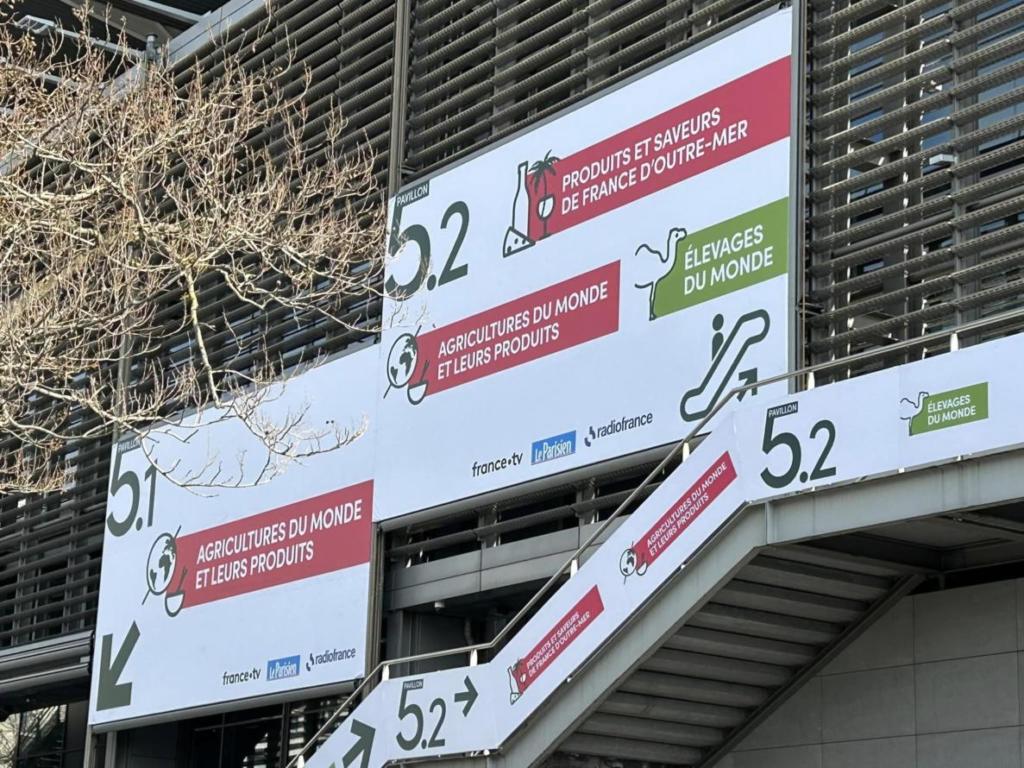 PAVILLON
5.2
PRODUITS ET SAVEURS
DE FRANCE D'OUTRE-MER
ÉLEVAGES
DU MONDE
AGRICULTURES DU MONDE
ET LEURS PRODUITS
france•tv
Le Parisien
radiofrance
PAVILLON
5.1
AGRICULTURES DU MONDE
ET LEURS PRODUITS
france•tv
Le Parisien
radiofrance
PAVILLON
5.2
ÉLEVAGES
DU MONDE
AGRICULTURES DU MONDE
ET LEURS PRODUITS
PRODUITS ET SAVEURS
DE FRANCE D'OUTRE-MER
PAVILLON
5.2